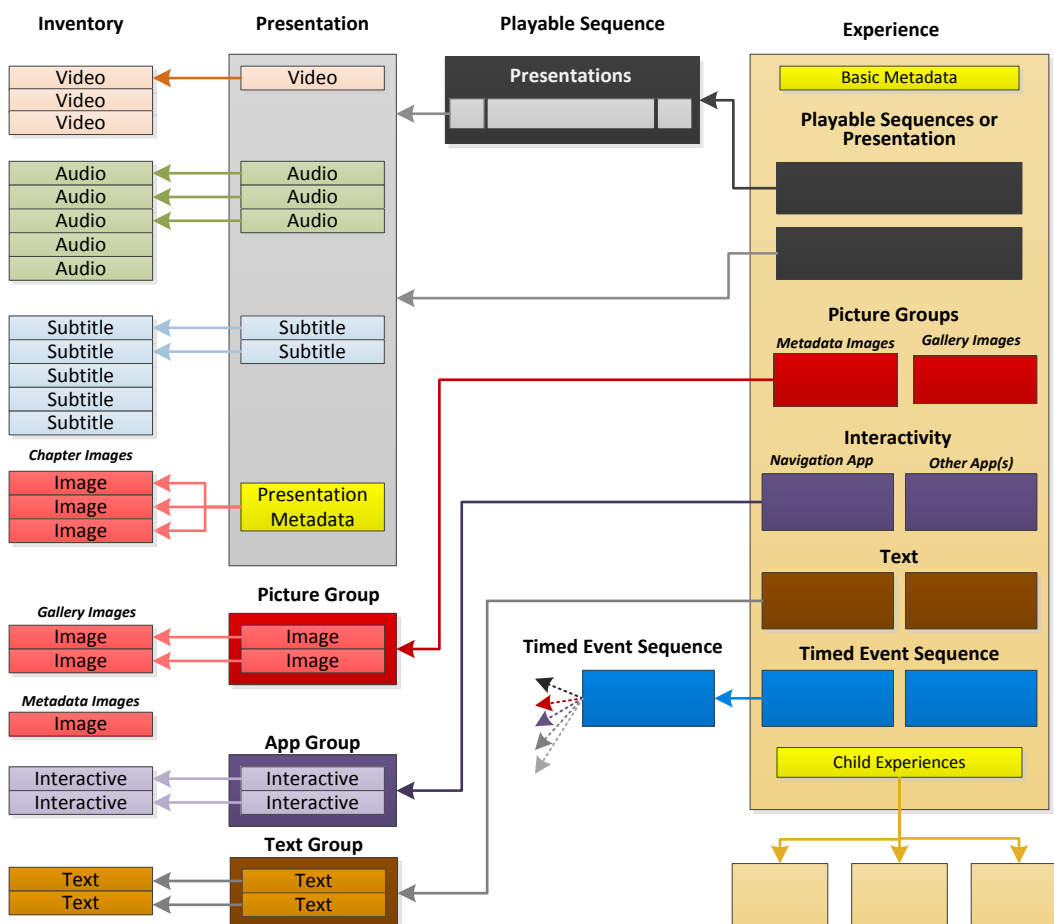 Inventory
Presentation
Playable Sequence
Experience
Video
Video
Video
Audio
Audio
Audio
Audio
Audio
Subtitle
Subtitle
Subtitle
Subtitle
Subtitle
Chapter Images
Image
Image
Image
Gallery Images
Image
Image
Metadata Images
Image
Interactive
Interactive
Text
Text
Video
Audio
Audio
Audio
Subtitle
Subtitle
Presentation
Metadata
Picture Group
Image
Image
App Group
Interactive
Interactive
Text Group
Text
Text
Presentations
Timed Event Sequence
Basic Metadata
Playable Sequences or
Presentation
Picture Groups
Metadata Images
Gallery Images
Interactivity
Navigation App
Other App(s)
Text
Timed Event Sequence
Child Experiences